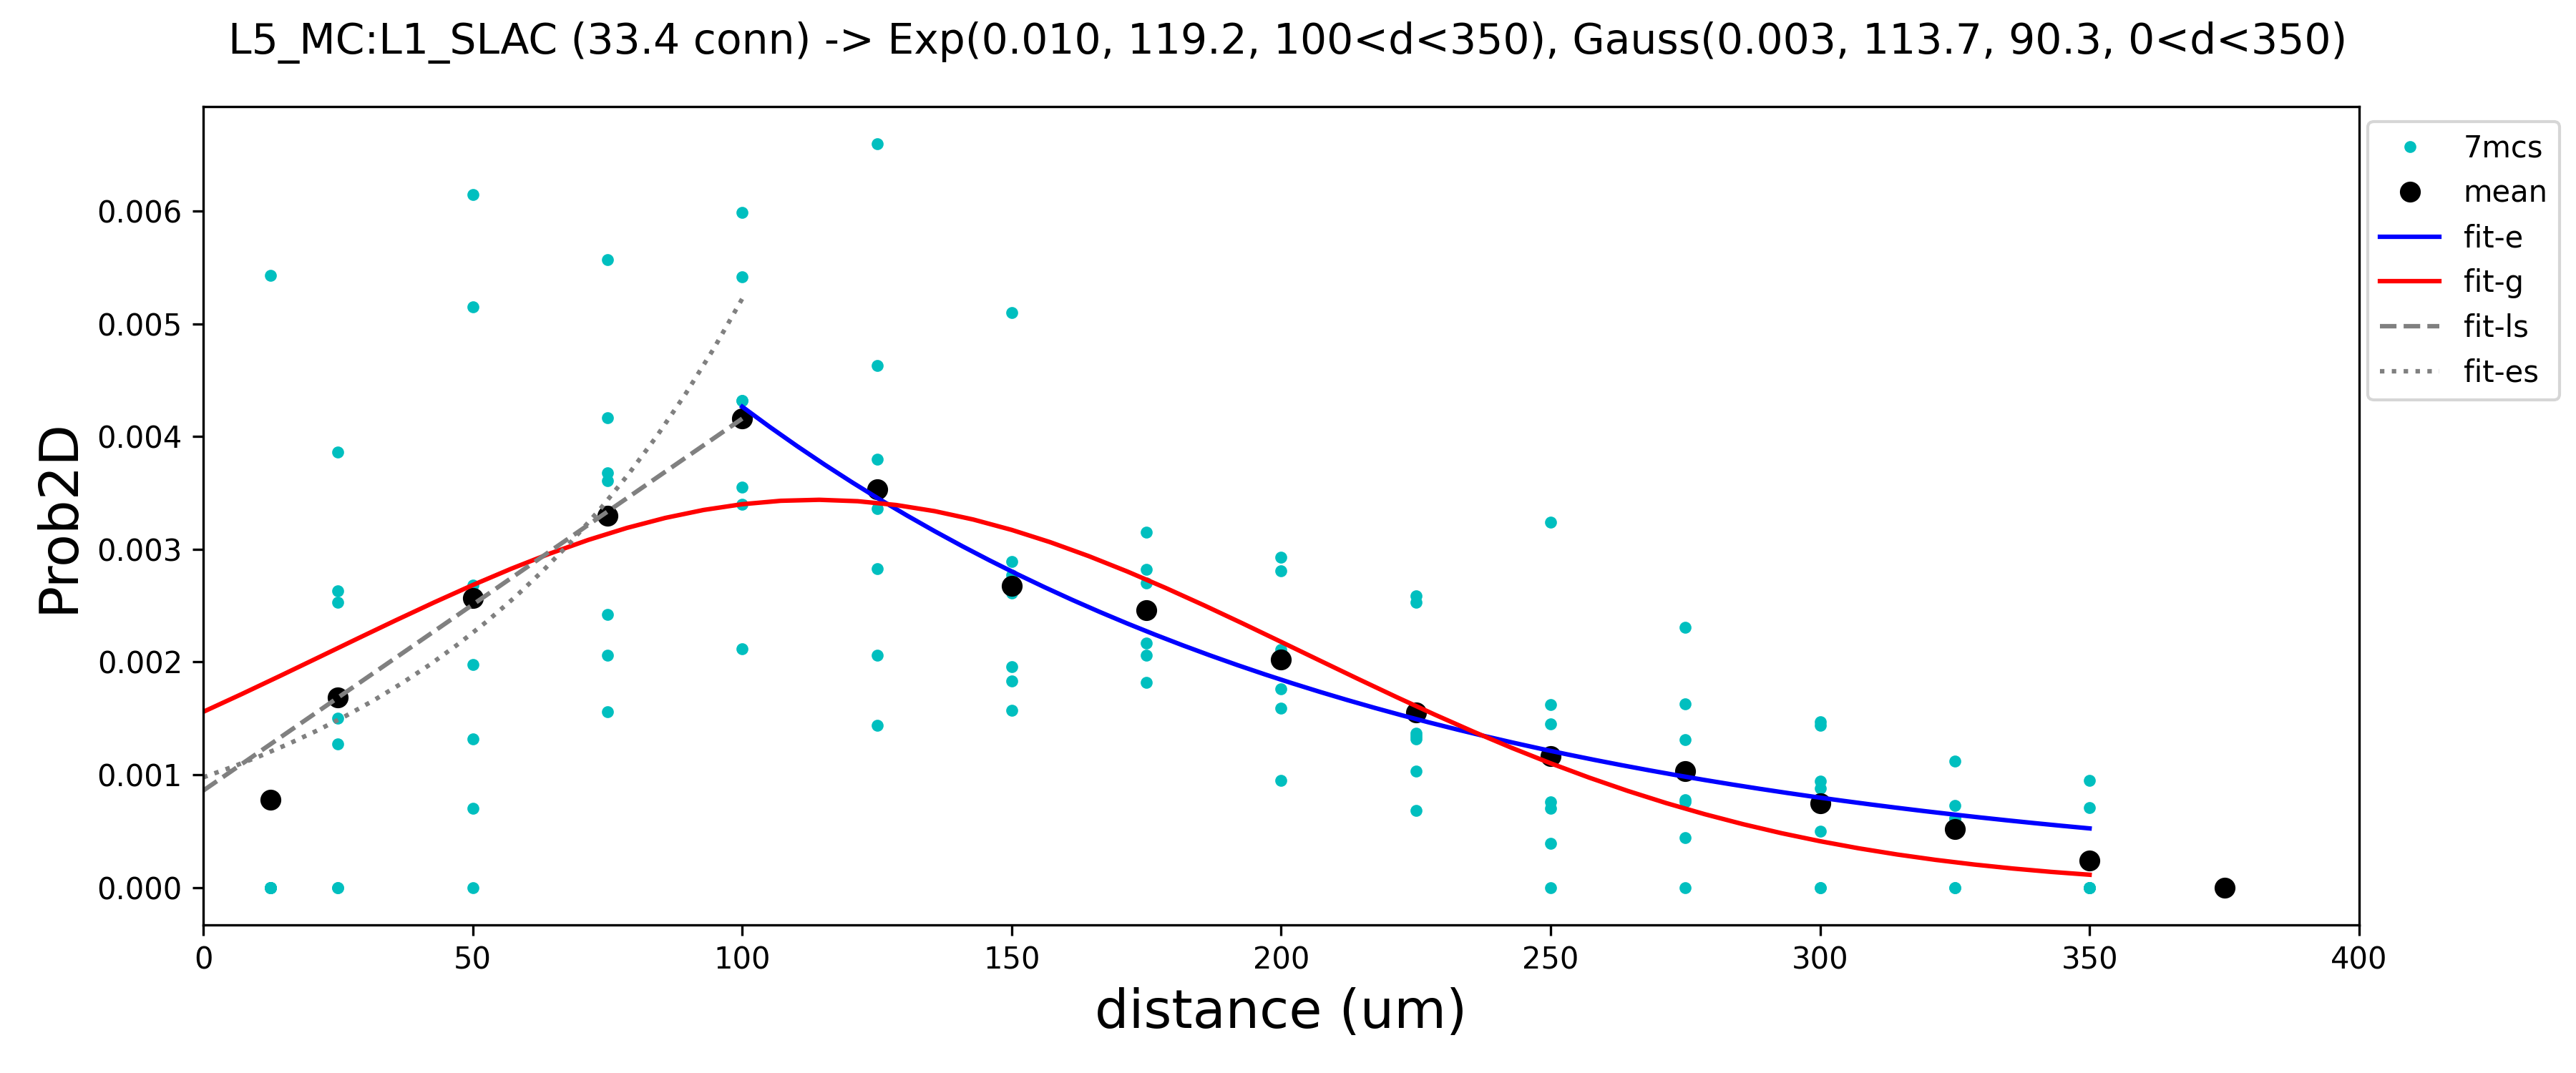 L5_MC:L1_SLAC (33.4 conn) -> Exp(0.010, 119.2, 100<d<350), Gauss(0.003, 113.7, 90.3, 0<d<350)
7mcs
mean
fit-e
fit-g
fit-ls
fit-es
Prob2D
0.006
0.005
0.004
0.003
0.002
0.001
0.000
0 50 100 150 200 250 300 350 400
distance (um)